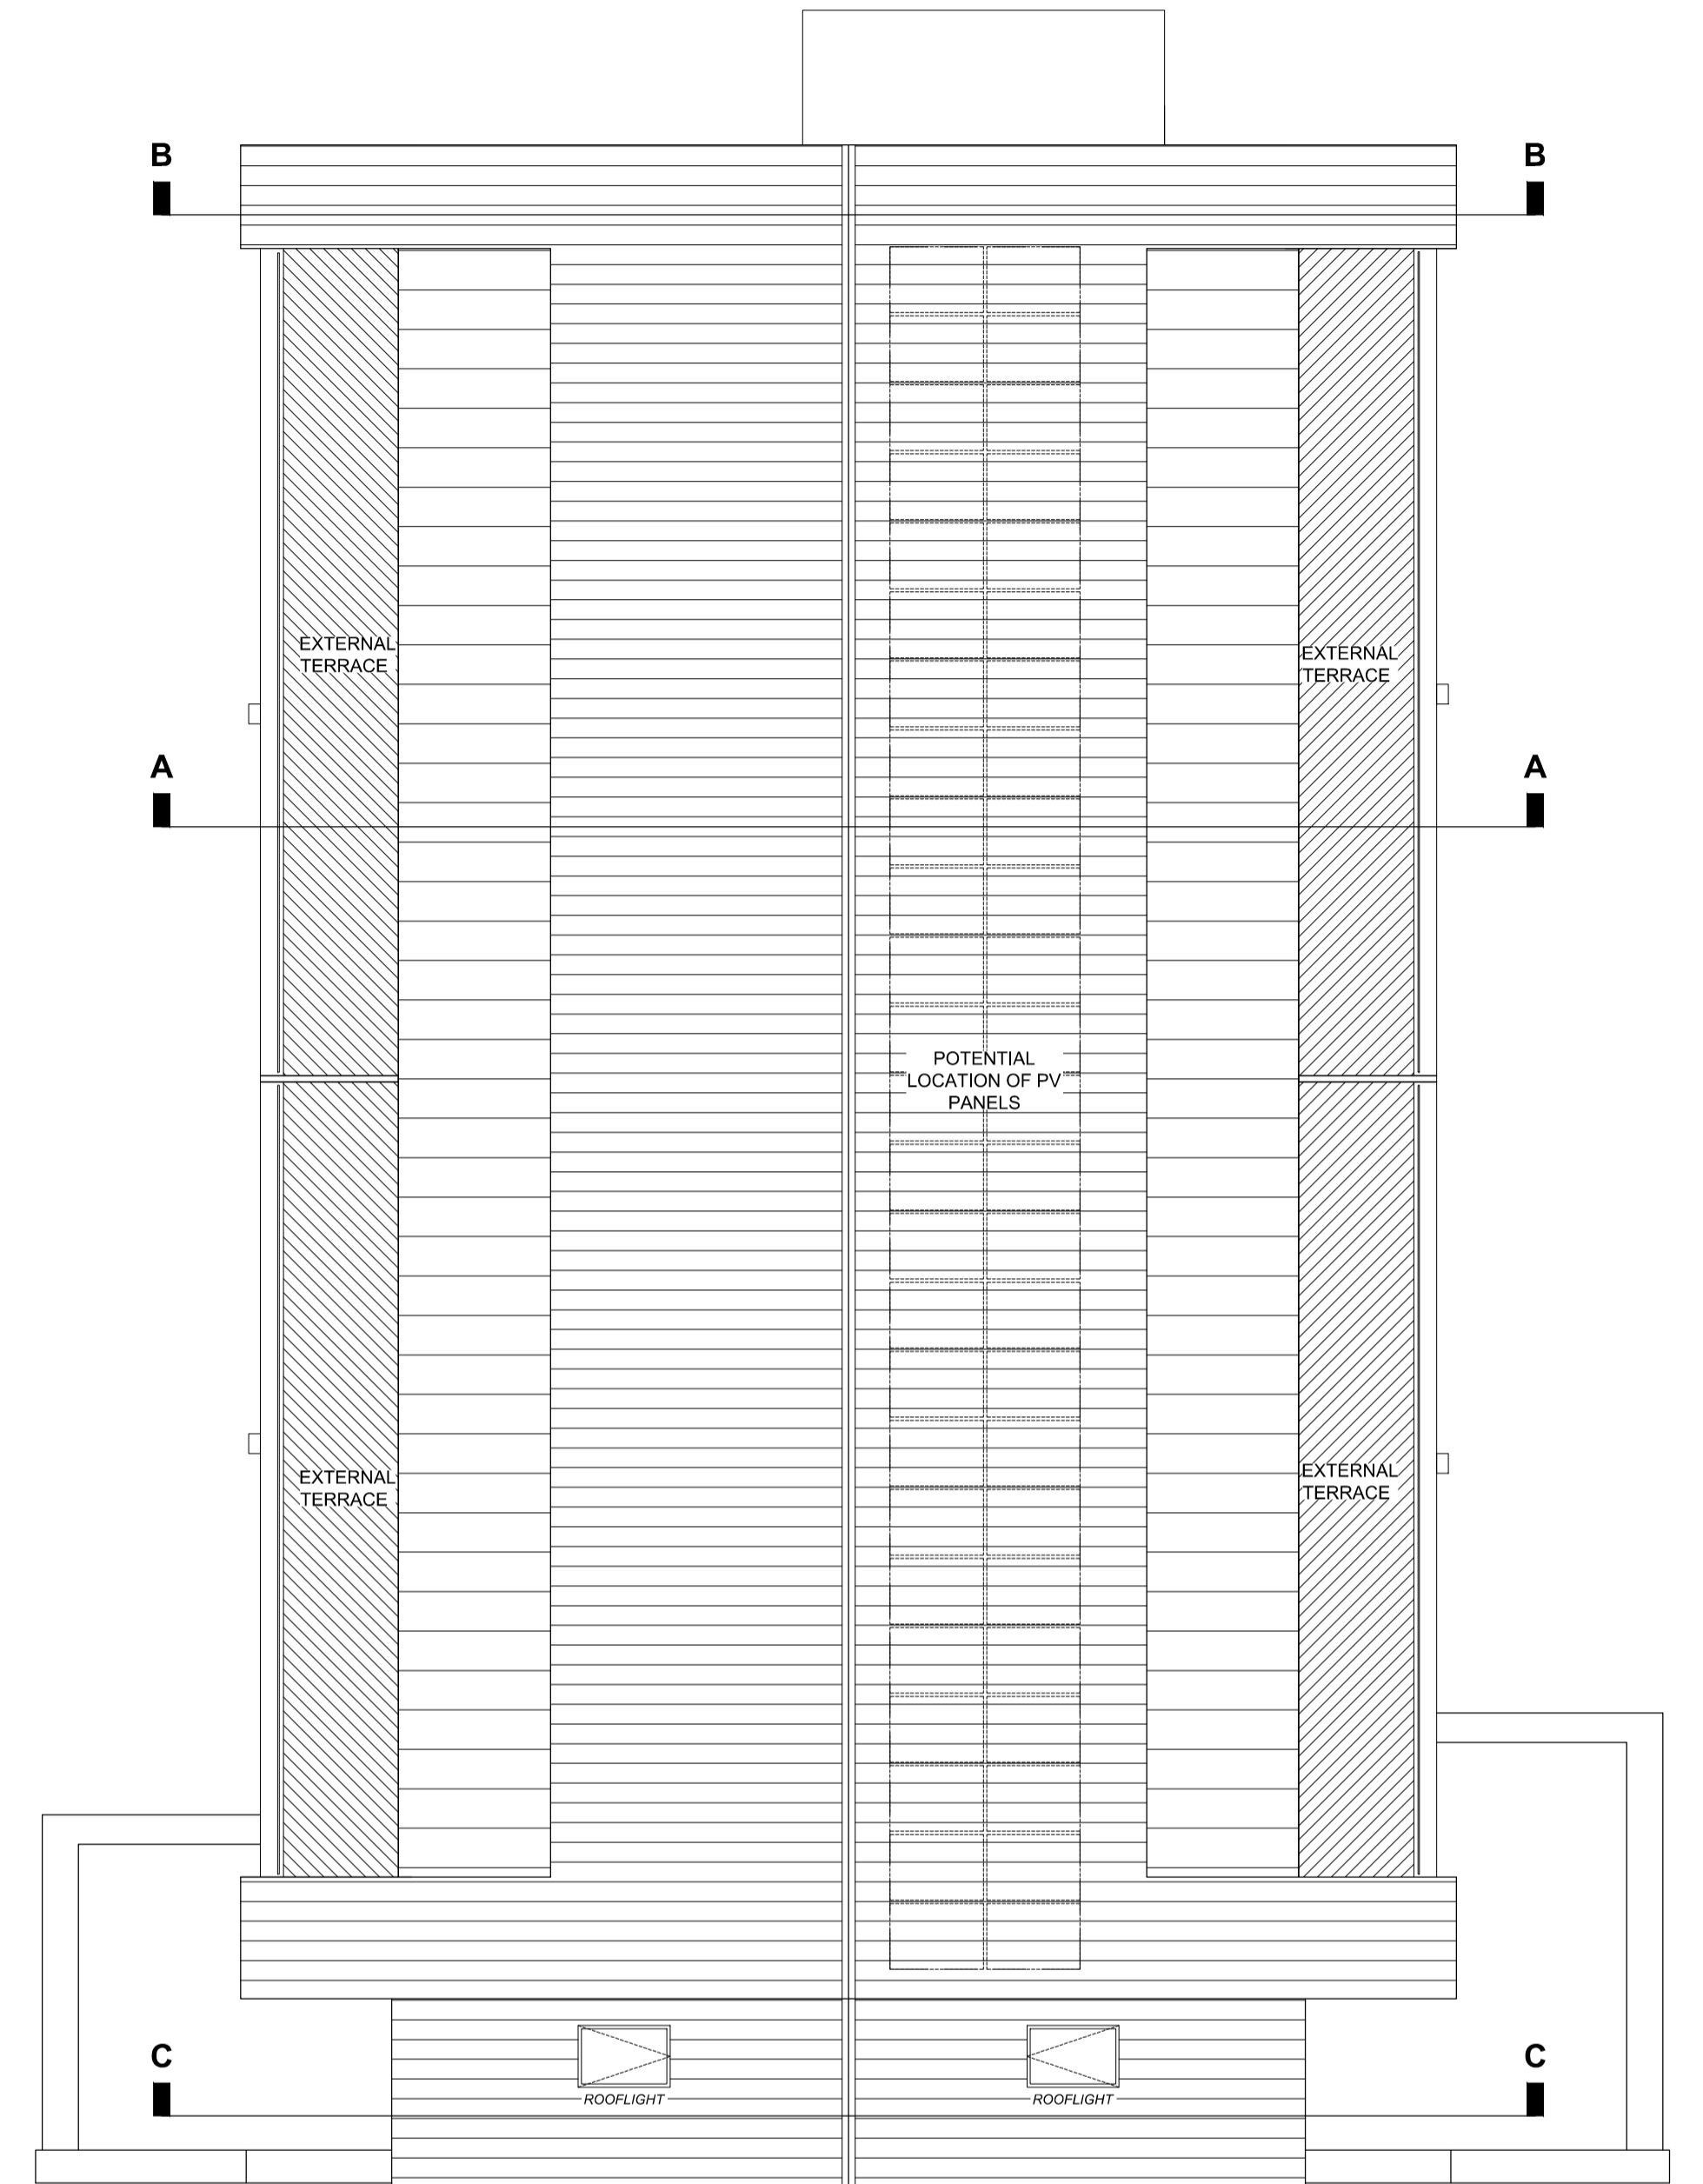 B
B
EXTERNAL
TERRACE
EXTERNAL
TERRACE
A
A
POTENTIAL
LOCATION OF PV
PANELS
EXTERNAL
TERRACE
EXTERNAL
TERRACE
C
C
ROOFLIGHT
ROOFLIGHT